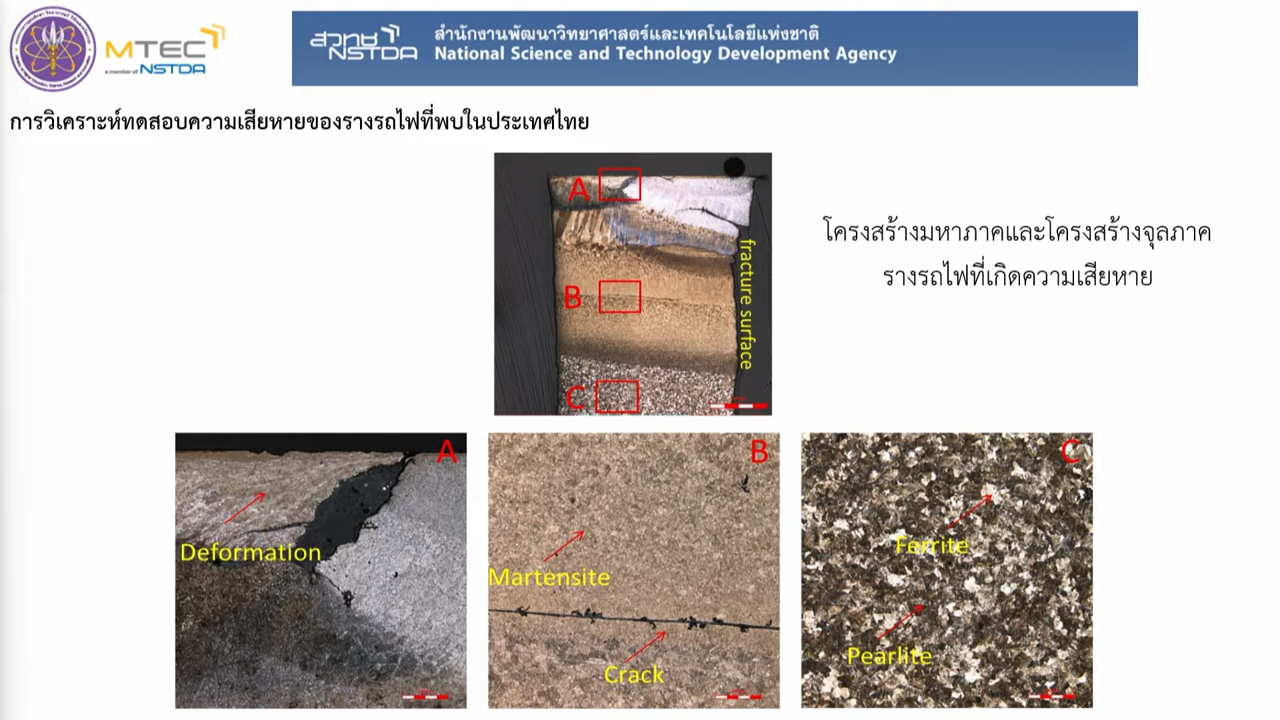 MTEC
a member of NSTDA
สวทช
NSTDA
สำนักงานพัฒนาวิทยาศาสตร์และเทคโนโลยีแห่งชาติ
National Science and Technology Development Agency
การวิเคราะห์ทดสอบความเสียหายของรางรถไฟที่พบในประเทศไทย
A
B
C
fracture surface
โครงสร้างมหาภาคและโครงสร้างจุลภาค
รางรถไฟที่เกิดความเสียหาย
A
Deformation
B
Martensite
Crack
C
Ferrite
Pearlite